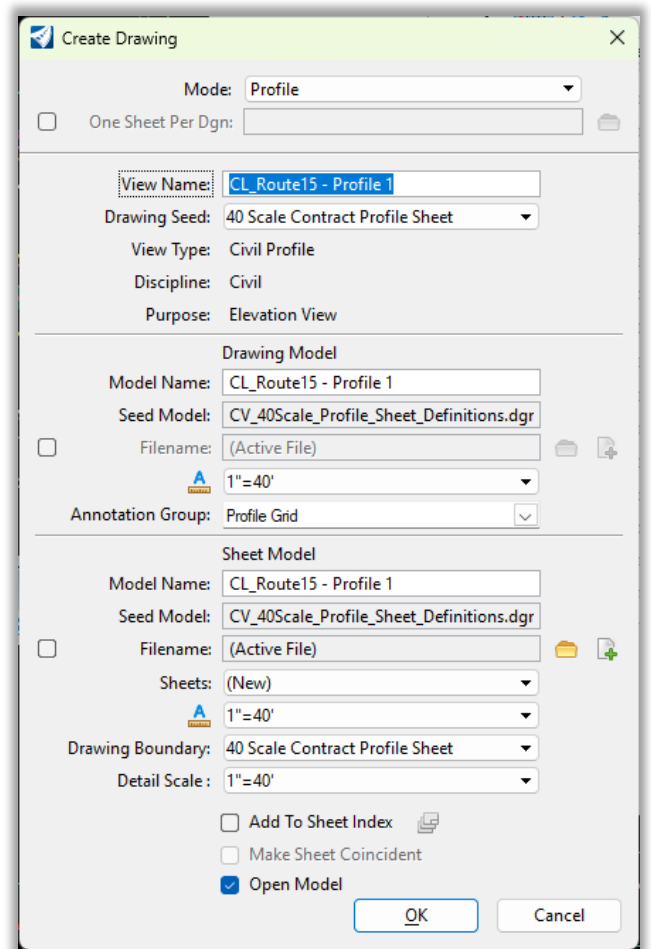 Create Drawing
Mode: Profile
One Sheet Per Dgn:
View Name: CL_Route15 - Profile 1
Drawing Seed: 40 Scale Contract Profile Sheet
View Type: Civil Profile
Discipline: Civil
Purpose: Elevation View
Drawing Model
Model Name: CL_Route15 - Profile 1
Seed Model: CV_40Scale_Profile_Sheet_Definitions.dgr
Filename: (Active File)
A 1"=40'
Annotation Group: Profile Grid
Sheet Model
Model Name: CL_Route15 - Profile 1
Seed Model: CV_40Scale_Profile_Sheet_Definitions.dgr
Filename: (Active File)
Sheets: (New)
A 1"=40'
Drawing Boundary: 40 Scale Contract Profile Sheet
Detail Scale : 1"=40'
Add To Sheet Index
Make Sheet Coincident
Open Model
OK Cancel